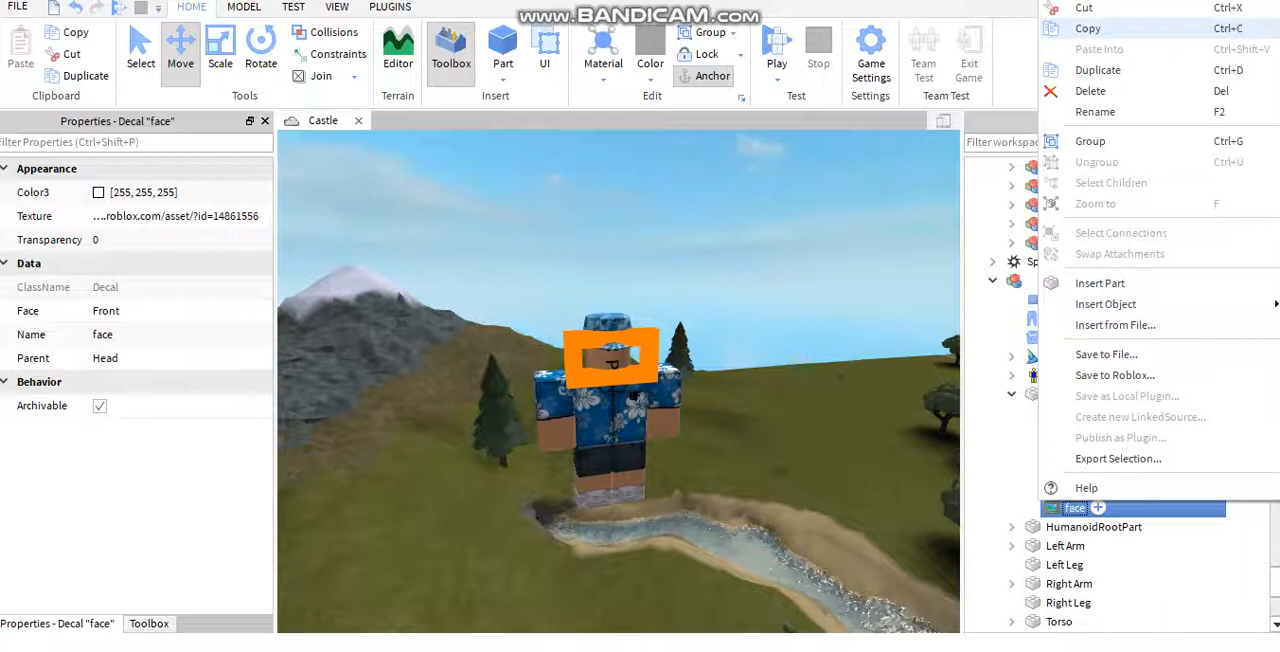 FILE HOME MODEL TEST VIEW PLUGINS
www.BANDICAM.com
Paste Copy Cut Duplicate
Select Move Scale Rotate
Collisions Constraints Join
Editor Toolbox Part UI
Material Color Group Lock Anchor
Play Stop Game Settings Team Test Exit Game
Clipboard Tools Terrain Insert Edit Test Settings Team Test
Properties - Decal "face"
Filter Properties (Ctrl+Shift+P)
Appearance
Color3 [255, 255, 255]
Texture ....roblox.com/asset/?id=14861556
Transparency 0
Data
ClassName Decal
Face Front
Name face
Parent Head
Behavior
Archivable
Properties - Decal "face" Toolbox
Castle
P
Filter workspa
Sp
Cut Ctrl+X
Copy Ctrl+C
Paste Into Ctrl+Shift+V
Duplicate Ctrl+D
Delete Del
Rename F2
Group Ctrl+G
Ungroup Ctrl+U
Select Children
Zoom to F
Select Connections
Swap Attachments
Insert Part
Insert Object
Insert from File...
Save to File...
Save to Roblox...
Save as Local Plugin...
Create new LinkedSource...
Publish as Plugin...
Export Selection...
Help
face
HumanoidRootPart
Left Arm
Left Leg
Right Arm
Right Leg
Torso